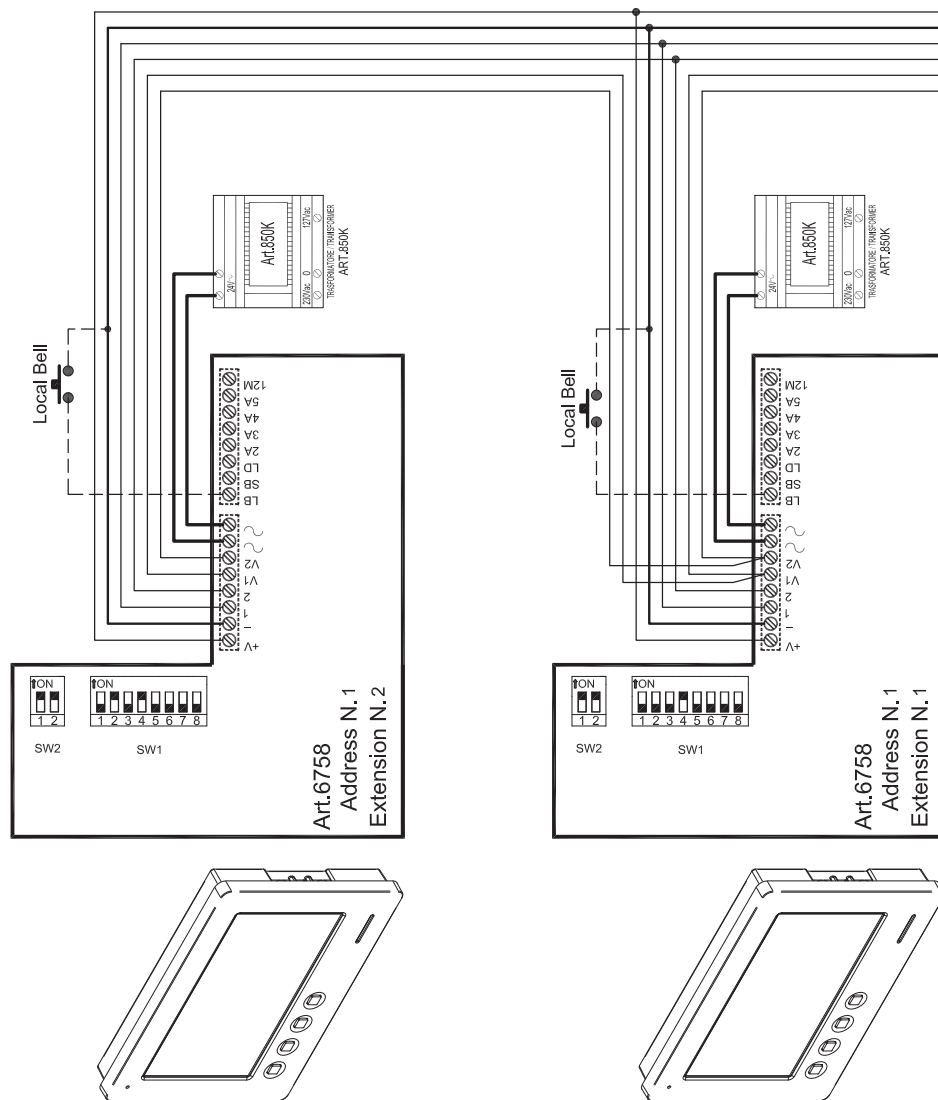 Art.850K
24V~
230Vac 0 127Vac
TRASFORMATORE / TRANSFORMER
ART.850K
Art.850K
24V~
230Vac 0 127Vac
TRASFORMATORE / TRANSFORMER
ART.850K
Local Bell
12M
5A
4A
3A
2A
LD
SB
LB
~
~
V2
V1
2
1
–
+V
Local Bell
12M
5A
4A
3A
2A
LD
SB
LB
~
~
V2
V1
2
1
–
+V
ON
1 2
SW2
ON
1 2 3 4 5 6 7 8
SW1
Art.6758
Address N.1
Extension N.2
ON
1 2
SW2
ON
1 2 3 4 5 6 7 8
SW1
Art.6758
Address N.1
Extension N.1